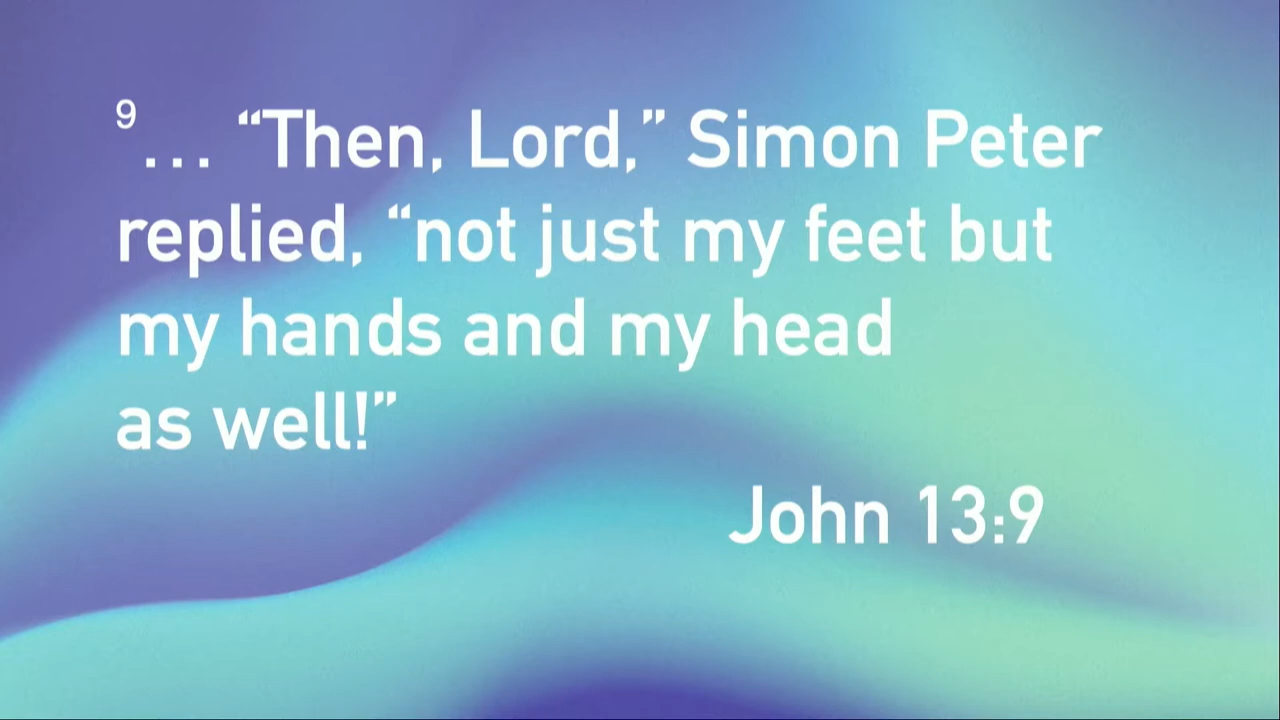 ⁹... “Then, Lord,” Simon Peter
replied, “not just my feet but
my hands and my head
as well!”
John 13:9